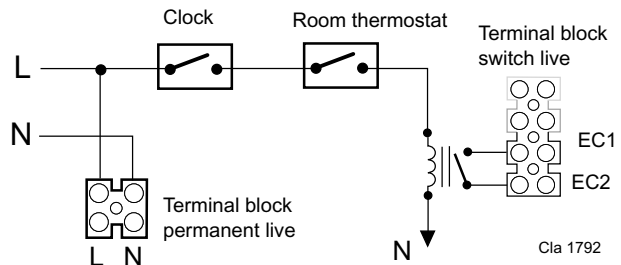 Clock
Room thermostat
Terminal block
switch live
L
N
EC1
EC2
Terminal block
permanent live
L N
N
Cla 1792